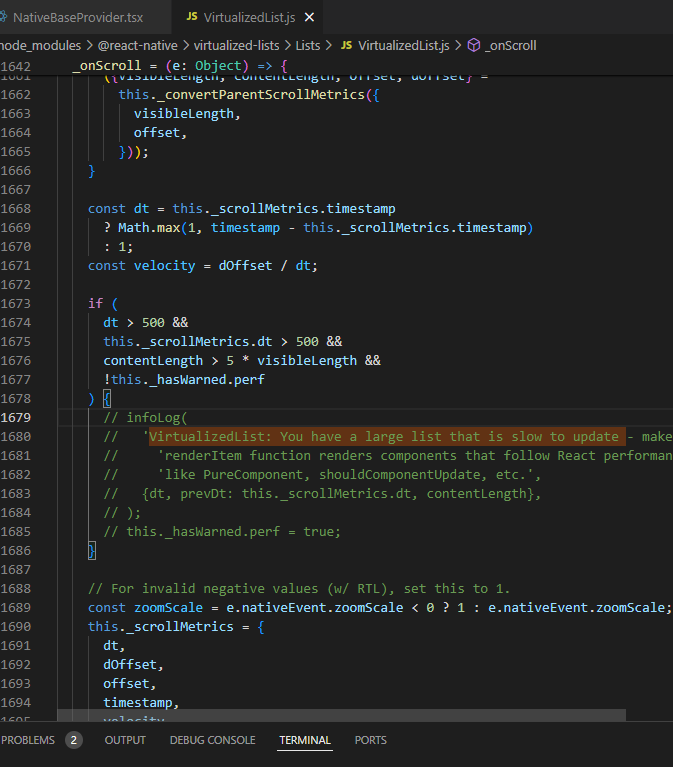 NativeBaseProvider.tsx
JS VirtualizedList.js ×
node_modules > @react-native > virtualized-lists > Lists > JS VirtualizedList.js > _onScroll
1642 _onScroll = (e: Object) => {
1661 ({visibleLength, contentLength, offset, dOffset} =
1662 this._convertParentScrollMetrics({
1663 visibleLength,
1664 offset,
1665 }));
1666 }
1667
1668 const dt = this._scrollMetrics.timestamp
1669 ? Math.max(1, timestamp - this._scrollMetrics.timestamp)
1670 : 1;
1671 const velocity = dOffset / dt;
1672
1673 if (
1674 dt > 500 &&
1675 this._scrollMetrics.dt > 500 &&
1676 contentLength > 5 * visibleLength &&
1677 !this._hasWarned.perf
1678 ) {
1679 // infoLog(
1680 // 'VirtualizedList: You have a large list that is slow to update - make
1681 // 'renderItem function renders components that follow React performan
1682 // 'like PureComponent, shouldComponentUpdate, etc.',
1683 // {dt, prevDt: this._scrollMetrics.dt, contentLength},
1684 // );
1685 // this._hasWarned.perf = true;
1686 }
1687
1688 // For invalid negative values (w/ RTL), set this to 1.
1689 const zoomScale = e.nativeEvent.zoomScale < 0 ? 1 : e.nativeEvent.zoomScale;
1690 this._scrollMetrics = {
1691 dt,
1692 dOffset,
1693 offset,
1694 timestamp,
1695 velocity
PROBLEMS 2 OUTPUT DEBUG CONSOLE TERMINAL PORTS